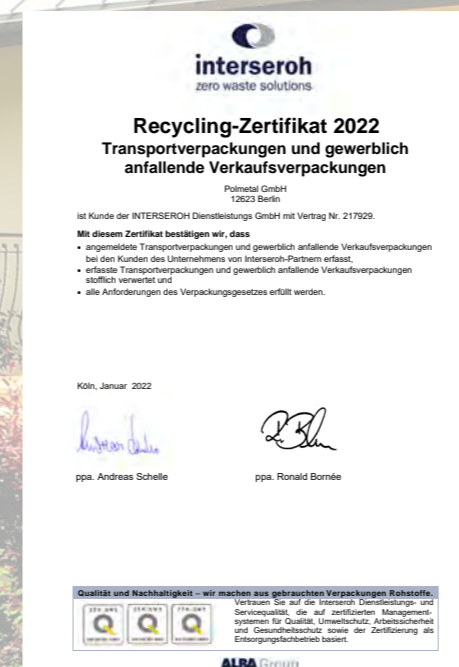 interseroh
zero waste solutions
Recycling-Zertifikat 2022
Transportverpackungen und gewerblich
anfallende Verkaufsverpackungen
Polmetal GmbH
12623 Berlin
ist Kunde der INTERSEROH Dienstleistungs GmbH mit Vertrag Nr. 217929.
Mit diesem Zertifikat bestätigen wir, dass
• angemeldete Transportverpackungen und gewerblich anfallende Verkaufsverpackungen
bei den Kunden des Unternehmens von Interseroh-Partnern erfasst,
• erfasste Transportverpackungen und gewerblich anfallende Verkaufsverpackungen
stofflich verwertet und
• alle Anforderungen des Verpackungsgesetzes erfüllt werden.
Köln, Januar 2022
ppa. Andreas Schelle
ppa. Ronald Bornée
Qualität und Nachhaltigkeit – wir machen aus gebrauchten Verpackungen Rohstoffe.
Vertrauen Sie auf die Interseroh Dienstleistungs- und
Servicequalität, die auf zertifizierten Management-
systemen für Qualität, Umweltschutz, Arbeitssicherheit
und Gesundheitsschutz sowie der Zertifizierung als
Entsorgungsfachbetrieb basiert.
ALBA Group